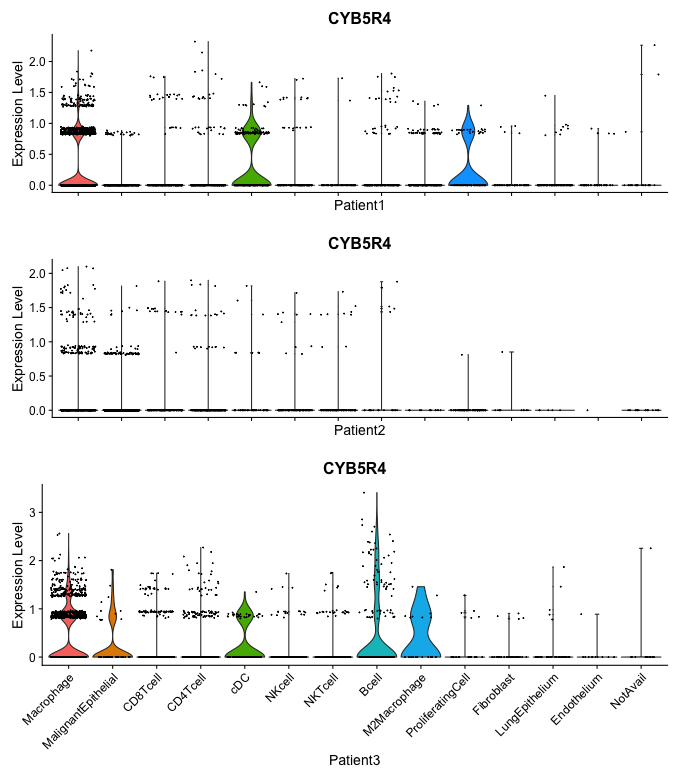 CYB5R4
Expression Level
2.0
1.5
1.0
0.5
0.0
Patient1
CYB5R4
Expression Level
2.0
1.5
1.0
0.5
0.0
Patient2
CYB5R4
Expression Level
3
2
1
0
Macrophage
MalignantEpithelial
CD8Tcell
CD4Tcell
cDC
NKcell
NKTcell
Bcell
M2Macrophage
ProliferatingCell
Fibroblast
LungEpithelium
Endothelium
NotAvail
Patient3